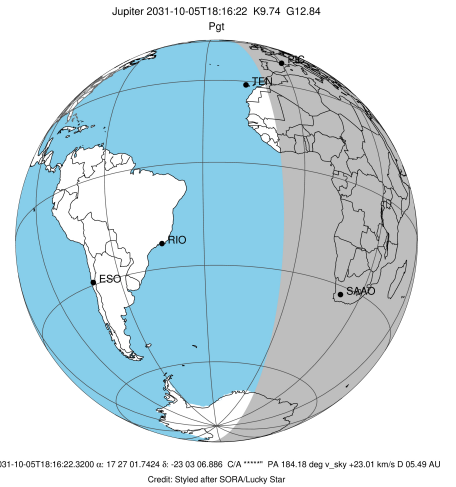 Jupiter 2031-10-05T18:16:22 K9.74 G12.84
Pgt
PIC
TEN
RIO
ESO
SAAO
031-10-05T18:16:22.3200 α: 17 27 01.7424 δ: -23 03 06.886 C/A *****" PA 184.18 deg v_sky +23.01 km/s D 05.49 AU
Credit: Styled after SORA/Lucky Star